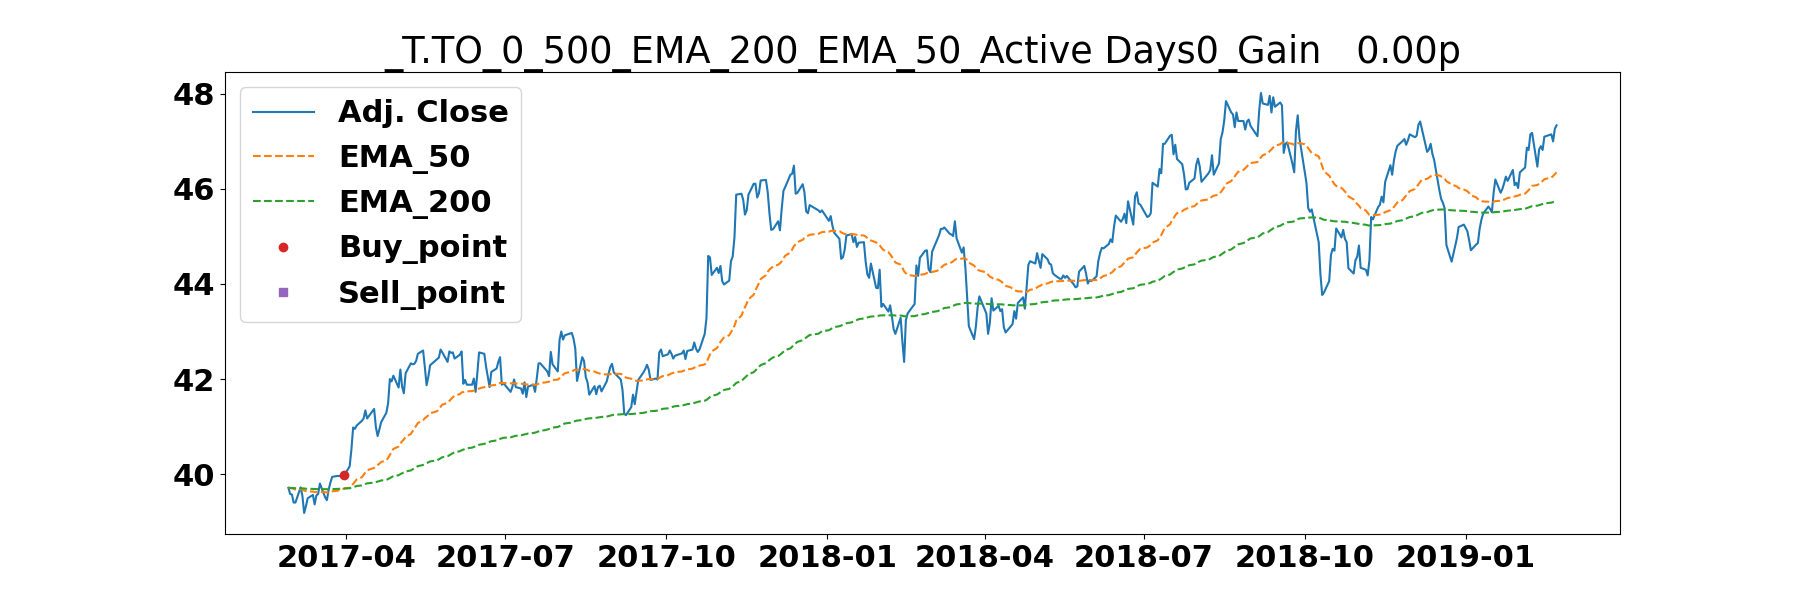 _T.TO_0_500_EMA_200_EMA_50_Active Days0_Gain   0.00p
48
46
44
42
40
Adj. Close
EMA_50
EMA_200
Buy_point
Sell_point
2017-04 2017-07 2017-10 2018-01 2018-04 2018-07 2018-10 2019-01